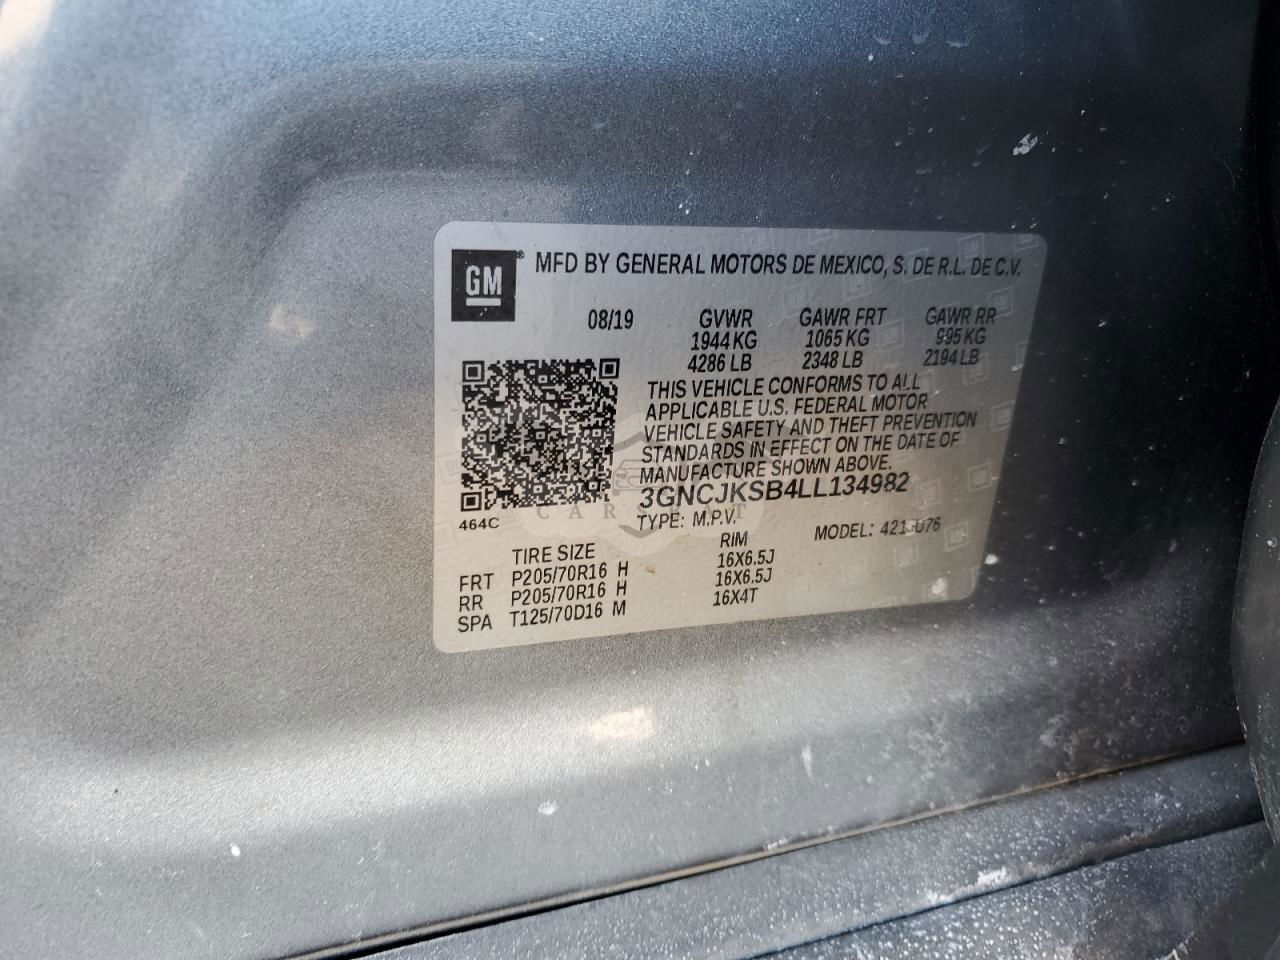 GM ® MFD BY GENERAL MOTORS DE MEXICO, S. DE R.L. DE C.V.
08/19 GVWR GAWR FRT GAWR RR
1944 KG 1065 KG 995 KG
4286 LB 2348 LB 2194 LB
THIS VEHICLE CONFORMS TO ALL
APPLICABLE U.S. FEDERAL MOTOR
VEHICLE SAFETY AND THEFT PREVENTION
STANDARDS IN EFFECT ON THE DATE OF
MANUFACTURE SHOWN ABOVE.
3GNCJKSB4LL134982
464C
TYPE: M.P.V. MODEL:
TIRE SIZE RIM
FRT P205/70R16 H 16X6.5J
RR P205/70R16 H 16X6.5J
SPA T125/70D16 M 16X4T